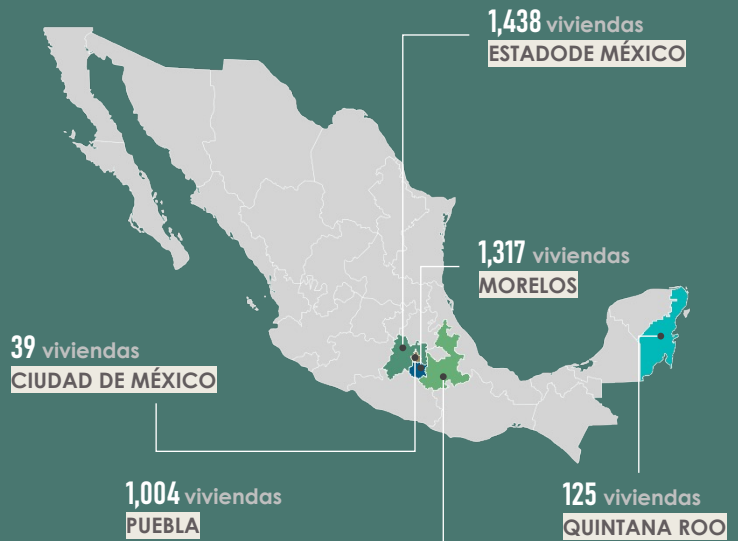 1,438 viviendas
ESTADODE MÉXICO
1,317 viviendas
MORELOS
39 viviendas
CIUDAD DE MÉXICO
1,004 viviendas
PUEBLA
125 viviendas
QUINTANA ROO